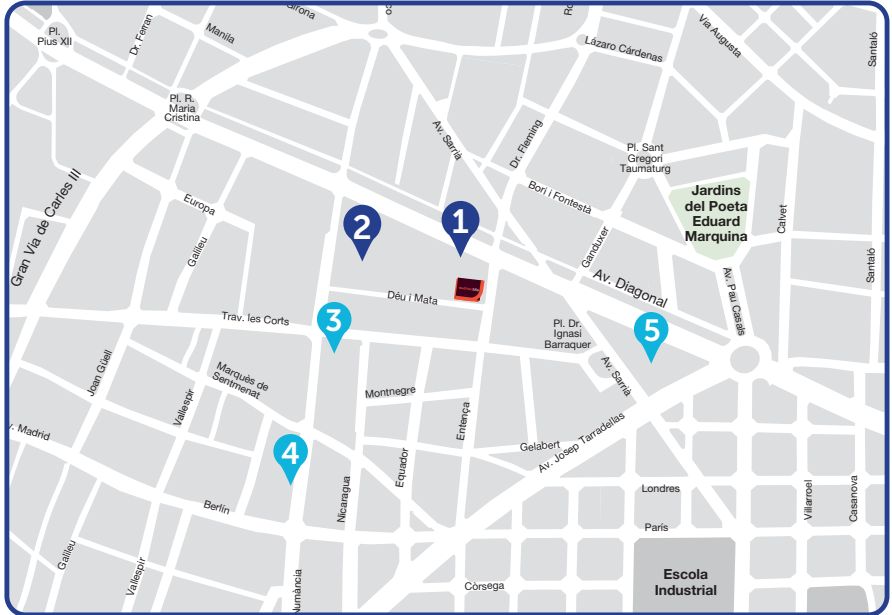 Pl.
Pius XII
Dr. Ferran
Manila
Girona
Lázaro Cárdenas
Via Augusta
Santaló
Pl. R.
Maria
Cristina
Av. Sarrià
Dr. Fleming
Pl. Sant
Gregori
Taumaturg
Gran Via de Carles III
Europa
Galileu
Bori i Fontestà
Jardins
del Poeta
Eduard
Marquina
Calvet
Santaló
2
1
Ganduxer
Av. Diagonal
Av. Pau Casals
Déu i Mata
3
Trav. les Corts
Pl. Dr.
Ignasi
Barraquer
5
Joan Güell
Marquès de
Sentmenat
Vallespir
Montnegre
Av. Sarrià
Entença
. Madrid
4
Equador
Gelabert
Av. Josep Tarradellas
Nicaragua
Berlín
Londres
París
Villarroel
Casanova
Galileu
Vallespir
Numància
Còrsega
Escola
Industrial